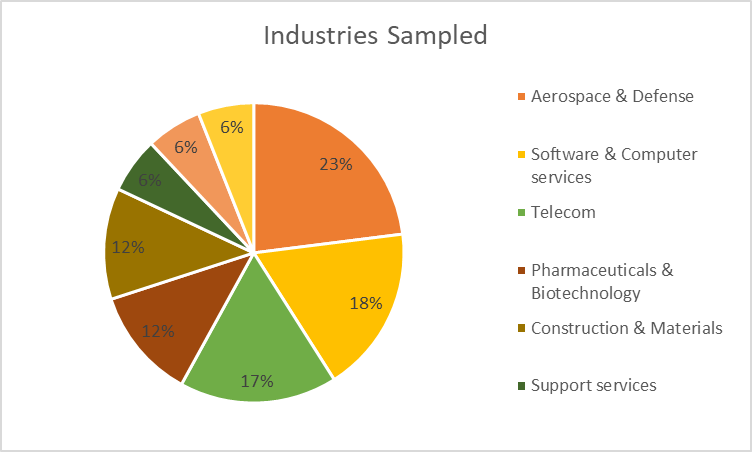 Industries Sampled
6%
6%
23%
6%
12%
18%
12%
17%
Aerospace & Defense
Software & Computer
services
Telecom
Pharmaceuticals &
Biotechnology
Construction & Materials
Support services